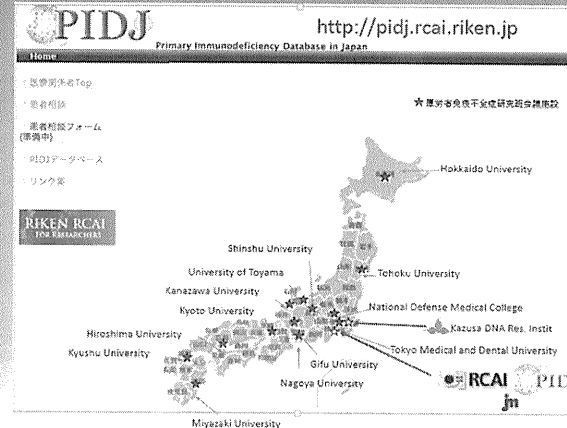 PIDJ
http://pidj.rcai.riken.jp
Primary Immunodeficiency Database in Japan
Home
医療関係者Top
患者相談
患者相談フォーム
(準備中)
PIDJデータベース
リンク集
RIKEN RCAI
FOR RESEARCHERS
★厚労省免疫不全症研究班会議施設
Hokkaido University
Shinshu University
University of Toyama
Tohoku University
Kanazawa University
Kyoto University
National Defense Medical College
Kazusa DNA Res. Instit
Hiroshima University
Kyushu University
Tokyo Medical and Dental University
Gifu University
Nagoya University
RCAI
PID
jn
Miyazaki University